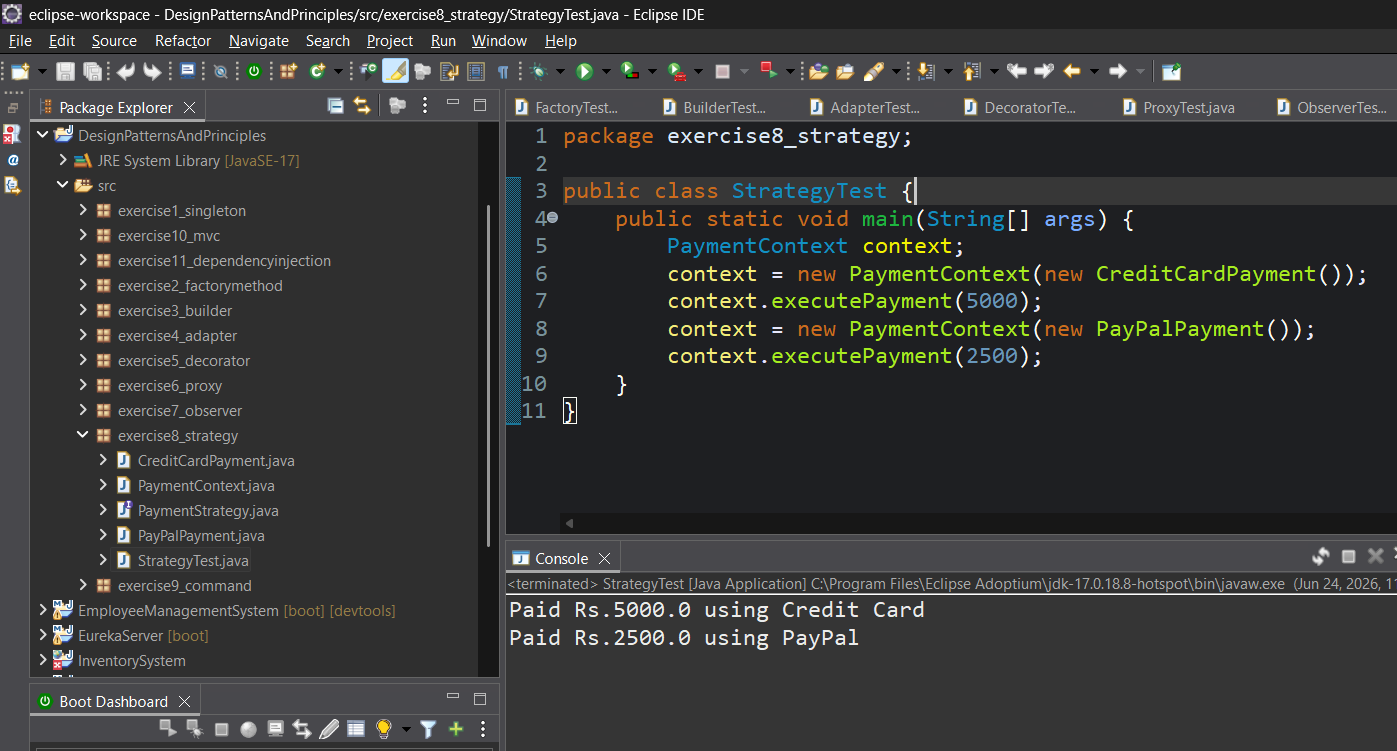 eclipse-workspace - DesignPatternsAndPrinciples/src/exercise8_strategy/StrategyTest.java - Eclipse IDE
File Edit Source Refactor Navigate Search Project Run Window Help
Package Explorer
DesignPatternsAndPrinciples
JRE System Library [JavaSE-17]
src
exercise1_singleton
exercise10_mvc
exercise11_dependencyinjection
exercise2_factorymethod
exercise3_builder
exercise4_adapter
exercise5_decorator
exercise6_proxy
exercise7_observer
exercise8_strategy
CreditCardPayment.java
PaymentContext.java
PaymentStrategy.java
PayPalPayment.java
StrategyTest.java
exercise9_command
EmployeeManagementSystem [boot] [devtools]
EurekaServer [boot]
InventorySystem
Boot Dashboard
FactoryTest... BuilderTest... AdapterTest... DecoratorTe... ProxyTest.java ObserverTes...
1 package exercise8_strategy;
2
3 public class StrategyTest {
4 public static void main(String[] args) {
5 PaymentContext context;
6 context = new PaymentContext(new CreditCardPayment());
7 context.executePayment(5000);
8 context = new PaymentContext(new PayPalPayment());
9 context.executePayment(2500);
10 }
11 }
Console
<terminated> StrategyTest [Java Application] C:\Program Files\Eclipse Adoptium\jdk-17.0.18.8-hotspot\bin\javaw.exe (Jun 24, 2026, 11
Paid Rs.5000.0 using Credit Card
Paid Rs.2500.0 using PayPal